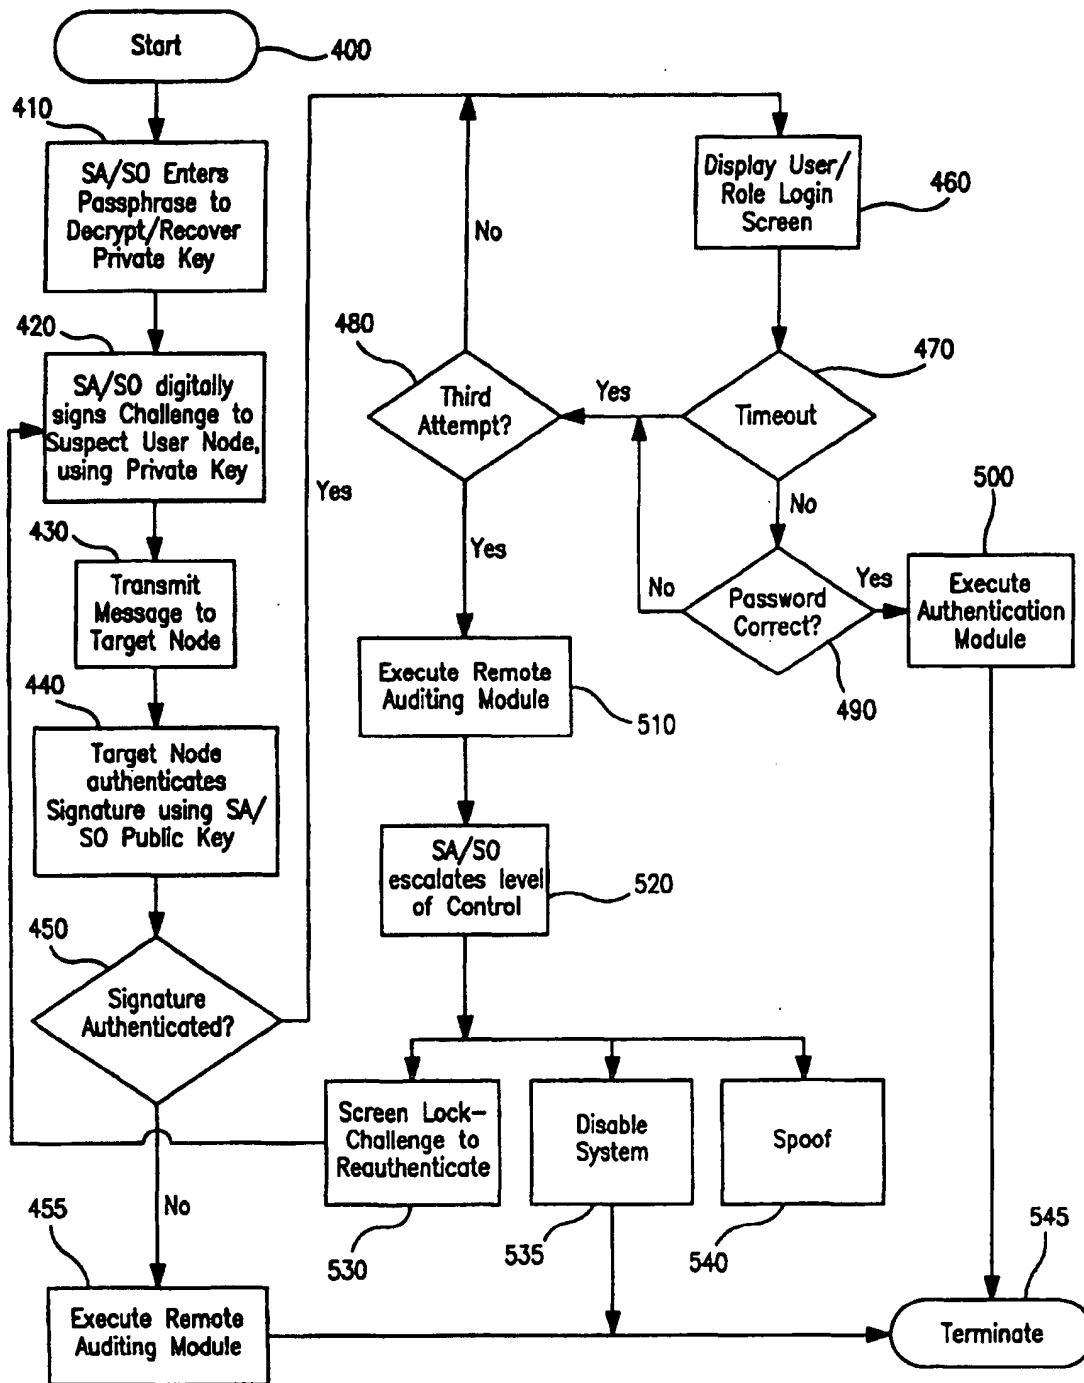 Start
400
410
SA/SO Enters
Passphrase to
Decrypt/Recover
Private Key
420
SA/SO digitally
signs Challenge to
Suspect User Node,
using Private Key
430
Transmit
Message to
Target Node
440
Target Node
authenticates
Signature using SA/
SO Public Key
450
Signature
Authenticated?
Yes
No
455
Execute Remote
Auditing Module
Display User/
Role Login
Screen
460
470
Timeout
Yes
No
480
Third
Attempt?
No
Yes
Password
Correct?
490
No
Yes
500
Execute
Authentication
Module
Execute Remote
Auditing Module
510
SA/SO
escalates level
of Control
520
Screen Lock-
Challenge to
Reauthenticate
530
Disable
System
535
Spoof
540
545
Terminate